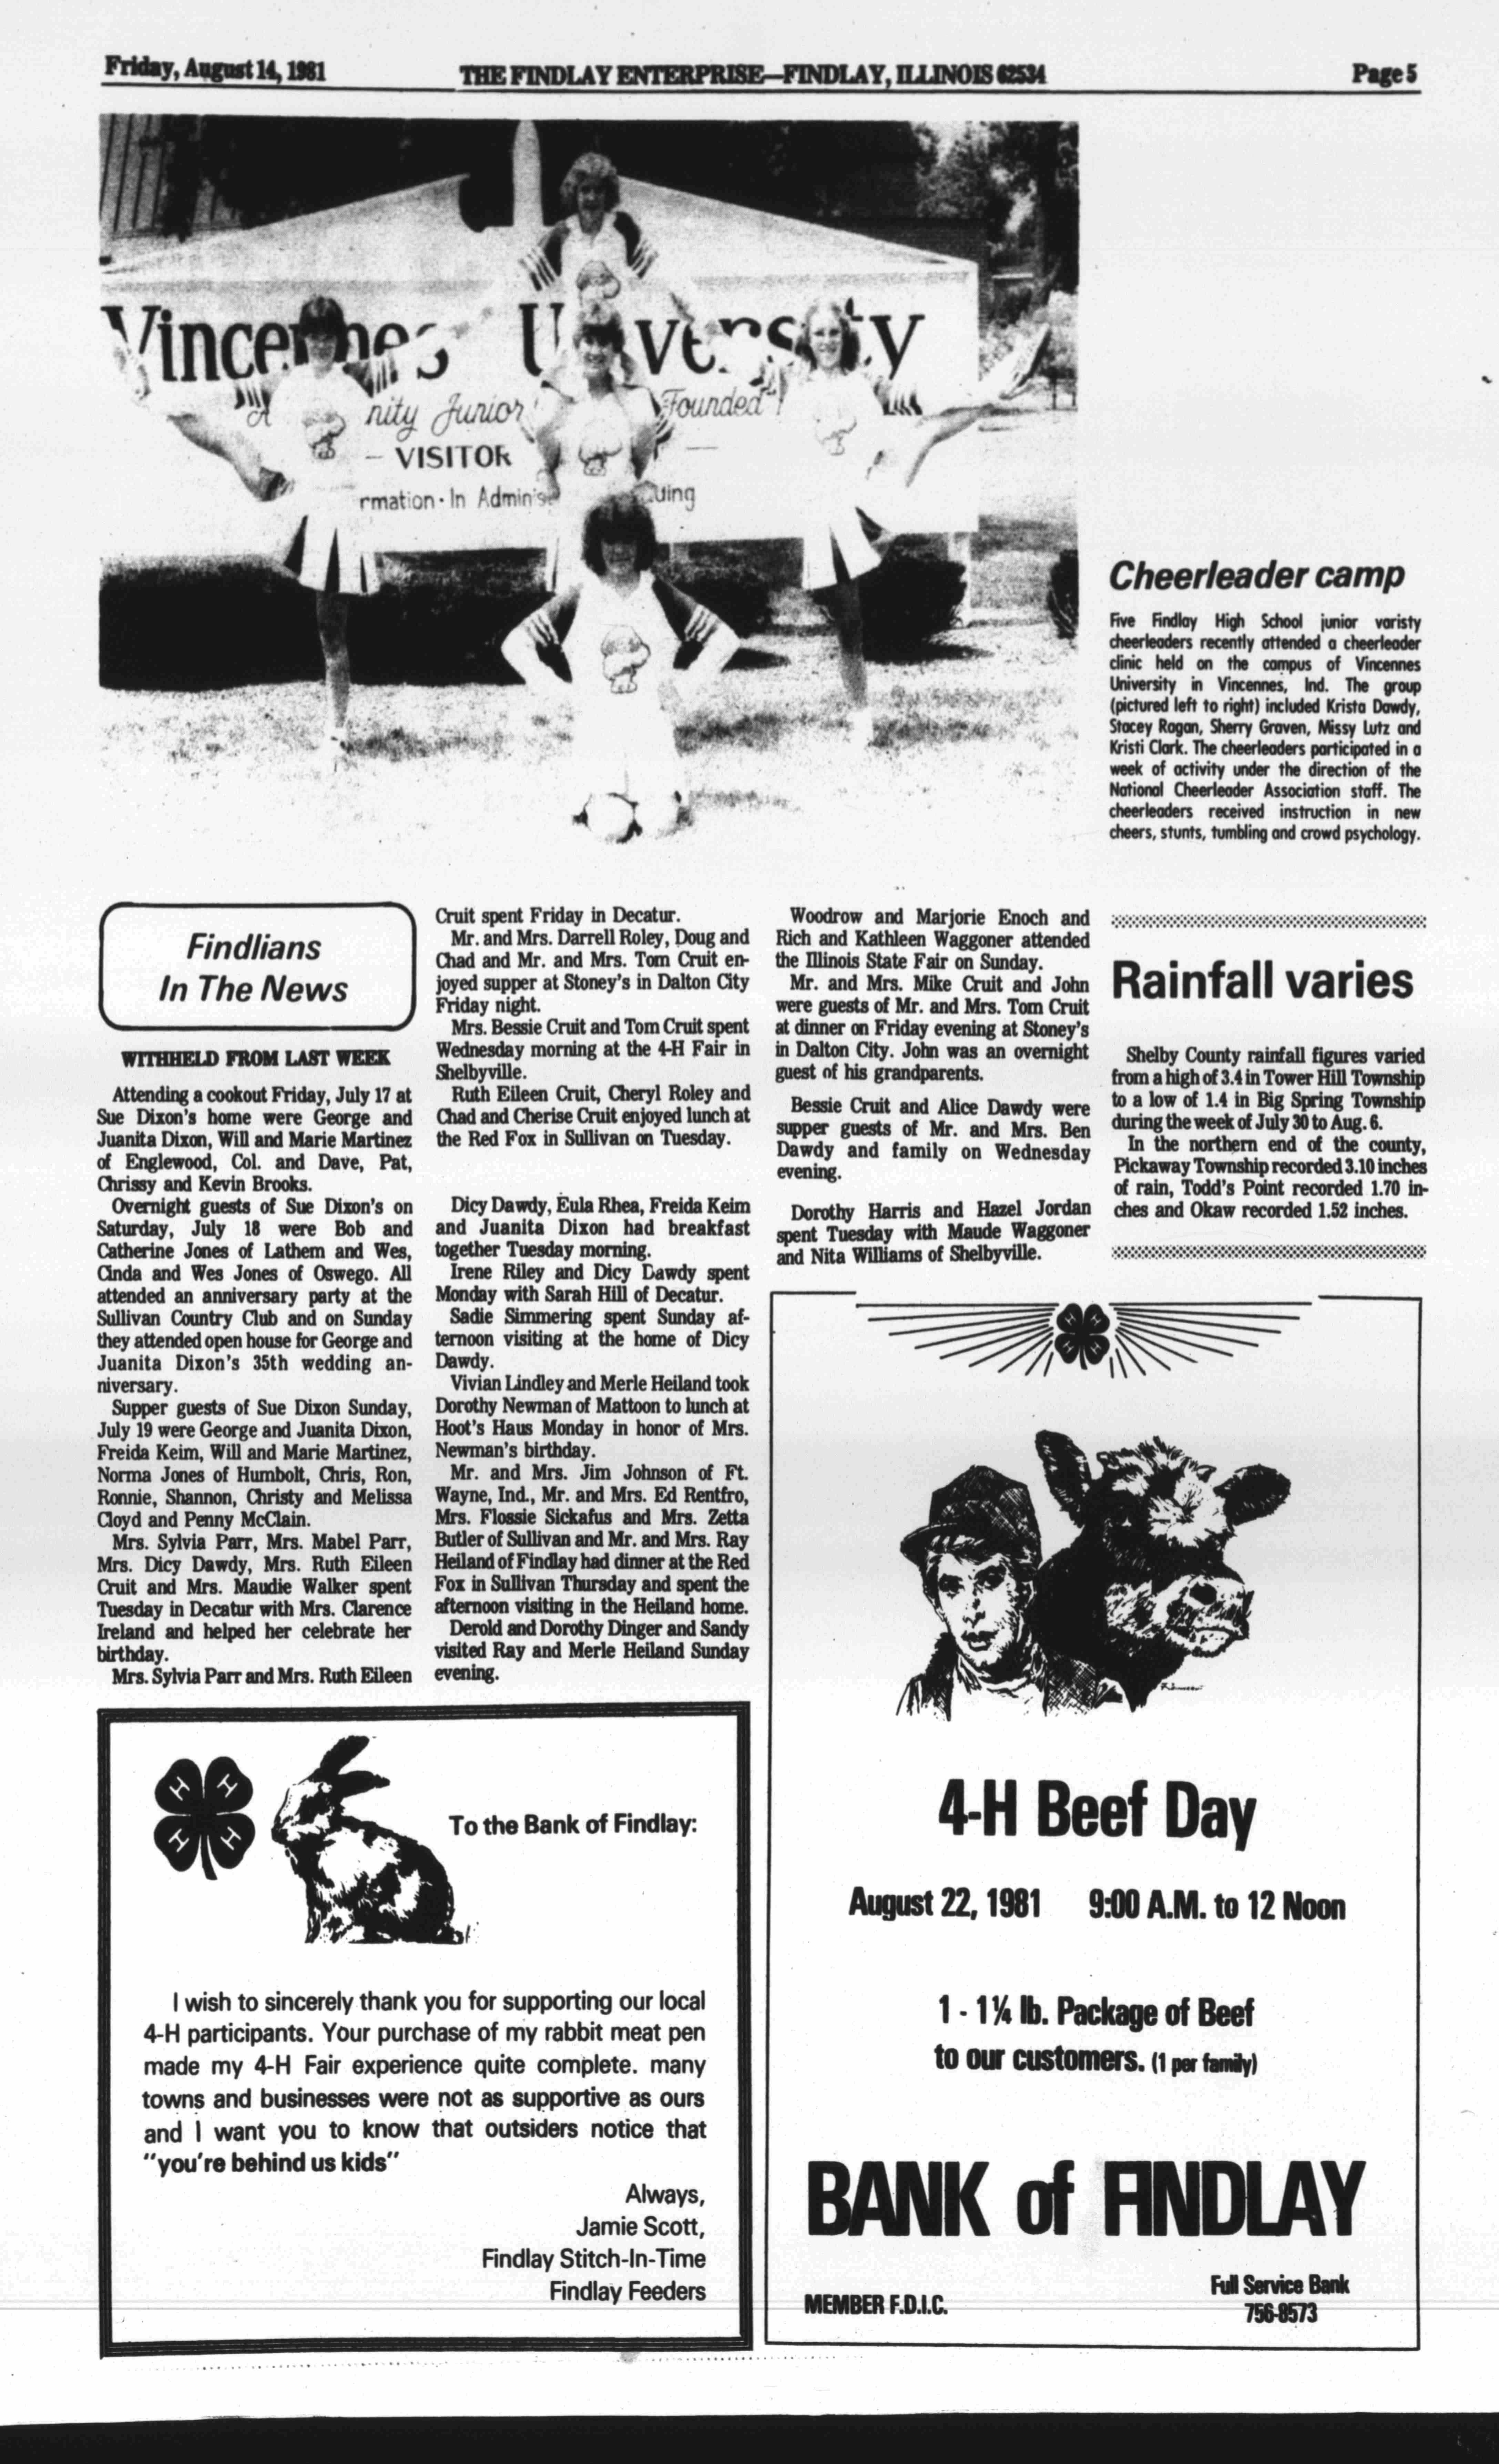 Friday, August 14, 1981
THE FINDLAY ENTERPRISE—FINDLAY, ILLINOIS 62534
Page 5
Vincennes University
nity Junior
Founded
- VISITOR
rmation · In Admin
uing
Cheerleader camp
Five Findlay High School junior varisty
cheerleaders recently attended a cheerleader
clinic held on the campus of Vincennes
University in Vincennes, Ind. The group
(pictured left to right) included Krista Dawdy,
Stacey Ragan, Sherry Graven, Missy Lutz and
Kristi Clark. The cheerleaders participated in a
week of activity under the direction of the
National Cheerleader Association staff. The
cheerleaders received instruction in new
cheers, stunts, tumbling and crowd psychology.
Findlians
In The News
WITHHELD FROM LAST WEEK
Attending a cookout Friday, July 17 at
Sue Dixon's home were George and
Juanita Dixon, Will and Marie Martinez
of Englewood, Col. and Dave, Pat,
Chrissy and Kevin Brooks.
Overnight guests of Sue Dixon's on
Saturday, July 18 were Bob and
Catherine Jones of Lathem and Wes,
Cinda and Wes Jones of Oswego. All
attended an anniversary party at the
Sullivan Country Club and on Sunday
they attended open house for George and
Juanita Dixon's 35th wedding an-
niversary.
Supper guests of Sue Dixon Sunday,
July 19 were George and Juanita Dixon,
Freida Keim, Will and Marie Martinez,
Norma Jones of Humbolt, Chris, Ron,
Ronnie, Shannon, Christy and Melissa
Cloyd and Penny McClain.
Mrs. Sylvia Parr, Mrs. Mabel Parr,
Mrs. Dicy Dawdy, Mrs. Ruth Eileen
Cruit and Mrs. Maudie Walker spent
Tuesday in Decatur with Mrs. Clarence
Ireland and helped her celebrate her
birthday.
Mrs. Sylvia Parr and Mrs. Ruth Eileen
Cruit spent Friday in Decatur.
Mr. and Mrs. Darrell Roley, Doug and
Chad and Mr. and Mrs. Tom Cruit en-
joyed supper at Stoney's in Dalton City
Friday night.
Mrs. Bessie Cruit and Tom Cruit spent
Wednesday morning at the 4-H Fair in
Shelbyville.
Ruth Eileen Cruit, Cheryl Roley and
Chad and Cherise Cruit enjoyed lunch at
the Red Fox in Sullivan on Tuesday.
Dicy Dawdy, Eula Rhea, Freida Keim
and Juanita Dixon had breakfast
together Tuesday morning.
Irene Riley and Dicy Dawdy spent
Monday with Sarah Hill of Decatur.
Sadie Simmering spent Sunday af-
ternoon visiting at the home of Dicy
Dawdy.
Vivian Lindley and Merle Heiland took
Dorothy Newman of Mattoon to lunch at
Hoot's Haus Monday in honor of Mrs.
Newman's birthday.
Mr. and Mrs. Jim Johnson of Ft.
Wayne, Ind., Mr. and Mrs. Ed Rentfro,
Mrs. Flossie Sickafus and Mrs. Zetta
Butler of Sullivan and Mr. and Mrs. Ray
Heiland of Findlay had dinner at the Red
Fox in Sullivan Thursday and spent the
afternoon visiting in the Heiland home.
Derold and Dorothy Dinger and Sandy
visited Ray and Merle Heiland Sunday
evening.
Woodrow and Marjorie Enoch and
Rich and Kathleen Waggoner attended
the Illinois State Fair on Sunday.
Mr. and Mrs. Mike Cruit and John
were guests of Mr. and Mrs. Tom Cruit
at dinner on Friday evening at Stoney's
in Dalton City. John was an overnight
guest of his grandparents.
Bessie Cruit and Alice Dawdy were
supper guests of Mr. and Mrs. Ben
Dawdy and family on Wednesday
evening.
Dorothy Harris and Hazel Jordan
spent Tuesday with Maude Waggoner
and Nita Williams of Shelbyville.
Rainfall varies
Shelby County rainfall figures varied
from a high of 3.4 in Tower Hill Township
to a low of 1.4 in Big Spring Township
during the week of July 30 to Aug. 6.
In the northern end of the county,
Pickaway Township recorded 3.10 inches
of rain, Todd's Point recorded 1.70 in-
ches and Okaw recorded 1.52 inches.
H H
H H
To the Bank of Findlay:
I wish to sincerely thank you for supporting our local
4-H participants. Your purchase of my rabbit meat pen
made my 4-H Fair experience quite complete. many
towns and businesses were not as supportive as ours
and I want you to know that outsiders notice that
"you're behind us kids"
Always,
Jamie Scott,
Findlay Stitch-In-Time
Findlay Feeders
4-H Beef Day
August 22, 1981 9:00 A.M. to 12 Noon
1 - 1¼ lb. Package of Beef
to our customers. (1 per family)
BANK of FINDLAY
MEMBER F.D.I.C.
Full Service Bank
756-8573